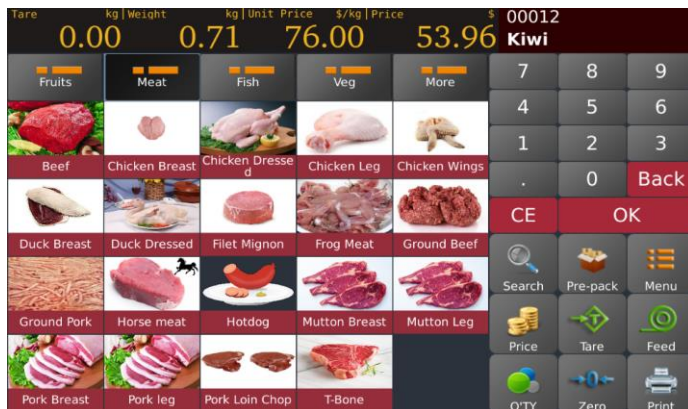 Tare kg Weight kg Unit Price $/kg Price $
0.00 0.71 76.00 53.96
00012
Kiwi
Fruits Meat Fish Veg More
7 8 9
4 5 6
1 2 3
. 0 Back
CE OK
Beef Chicken Breast Chicken Dresse
d Chicken Leg Chicken Wings
Duck Breast Duck Dressed Filet Mignon Frog Meat Ground Beef
Search Pre-pack Menu
Ground Pork Horse meat Hotdog Mutton Breast Mutton Leg
Price Tare Feed
Pork Breast Pork leg Pork Loin Chop T-Bone
Q'TY Zero Print